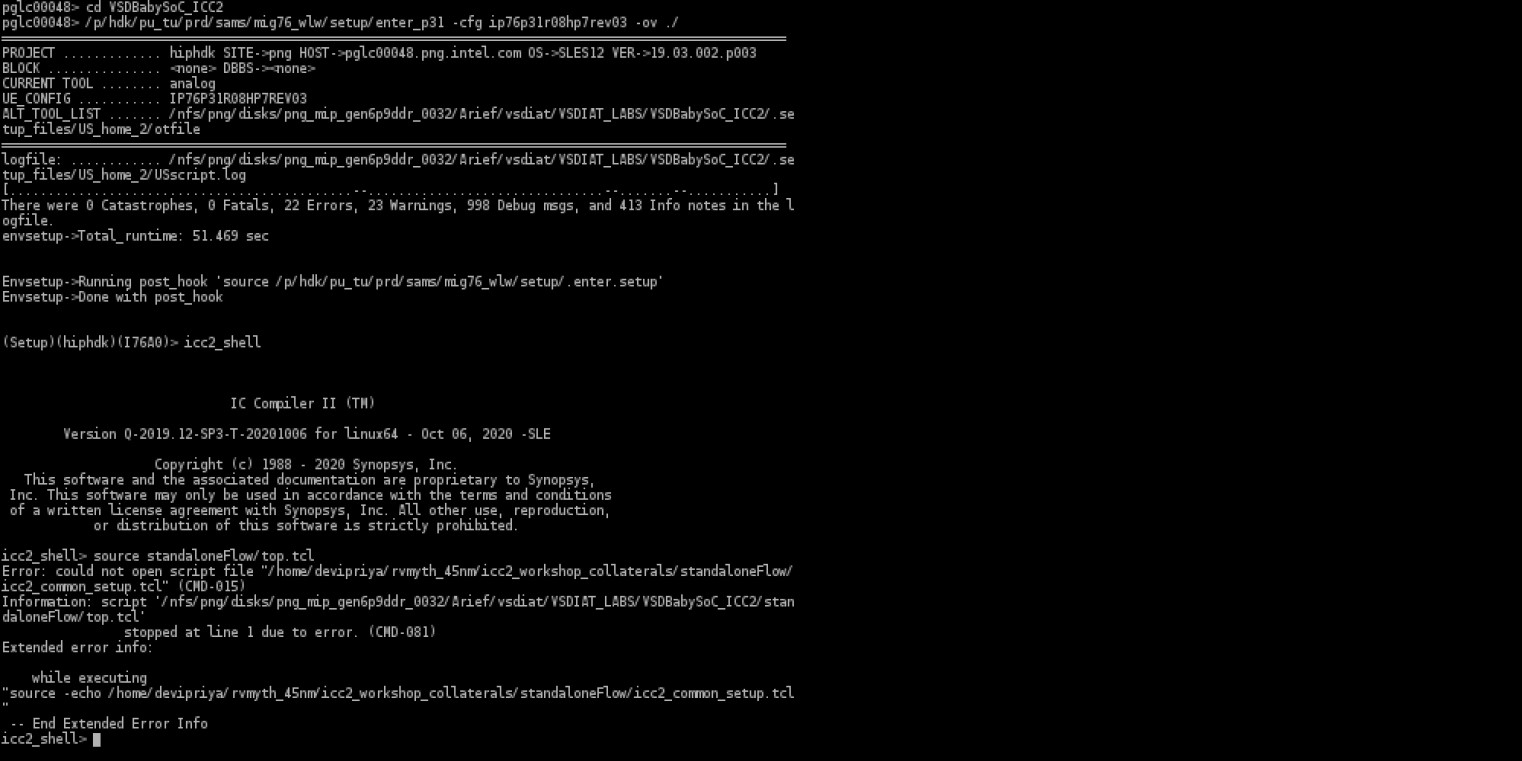 pglc00048> cd VSDBabySoC_ICC2
pglc00048> /p/hdk/pu_tu/prd/sams/mig76_wlw/setup/enter_p31 -cfg ip76p31r08hp7rev03 -ov ./
PROJECT ............. hiphdk SITE->png HOST->pglc00048.png.intel.com OS->SLES12 VER->19.03.002.p003
BLOCK ............... <none> DBBS-><none>
CURRENT TOOL ........ analog
UE_CONFIG ........... IP76P31R08HP7REV03
ALT_TOOL_LIST ....... /nfs/png/disks/png_mip_gen6p9ddr_0032/Arief/vsdiat/VSDIAT_LABS/VSDBabySoC_ICC2/.se
tup_files/US_home_2/otfile
logfile: ............ /nfs/png/disks/png_mip_gen6p9ddr_0032/Arief/vsdiat/VSDIAT_LABS/VSDBabySoC_ICC2/.se
tup_files/US_home_2/USscript.log
[.............................................--...............................--.......--...........]
There were 0 Catastrophes, 0 Fatals, 22 Errors, 23 Warnings, 998 Debug msgs, and 413 Info notes in the l
ogfile.
envsetup->Total_runtime: 51.469 sec
Envsetup->Running post_hook 'source /p/hdk/pu_tu/prd/sams/mig76_wlw/setup/.enter.setup'
Envsetup->Done with post_hook
(Setup)(hiphdk)(I76A0)> icc2_shell
IC Compiler II (TM)
Version Q-2019.12-SP3-T-20201006 for linux64 - Oct 06, 2020 -SLE
Copyright (c) 1988 - 2020 Synopsys, Inc.
This software and the associated documentation are proprietary to Synopsys,
Inc. This software may only be used in accordance with the terms and conditions
of a written license agreement with Synopsys, Inc. All other use, reproduction,
or distribution of this software is strictly prohibited.
icc2_shell> source standaloneFlow/top.tcl
Error: could not open script file "/home/devipriya/rvmyth_45nm/icc2_workshop_collaterals/standaloneFlow/
icc2_common_setup.tcl" (CMD-015)
Information: script '/nfs/png/disks/png_mip_gen6p9ddr_0032/Arief/vsdiat/VSDIAT_LABS/VSDBabySoC_ICC2/stan
daloneFlow/top.tcl'
stopped at line 1 due to error. (CMD-081)
Extended error info:
while executing
"source -echo /home/devipriya/rvmyth_45nm/icc2_workshop_collaterals/standaloneFlow/icc2_common_setup.tcl
"
-- End Extended Error Info
icc2_shell>